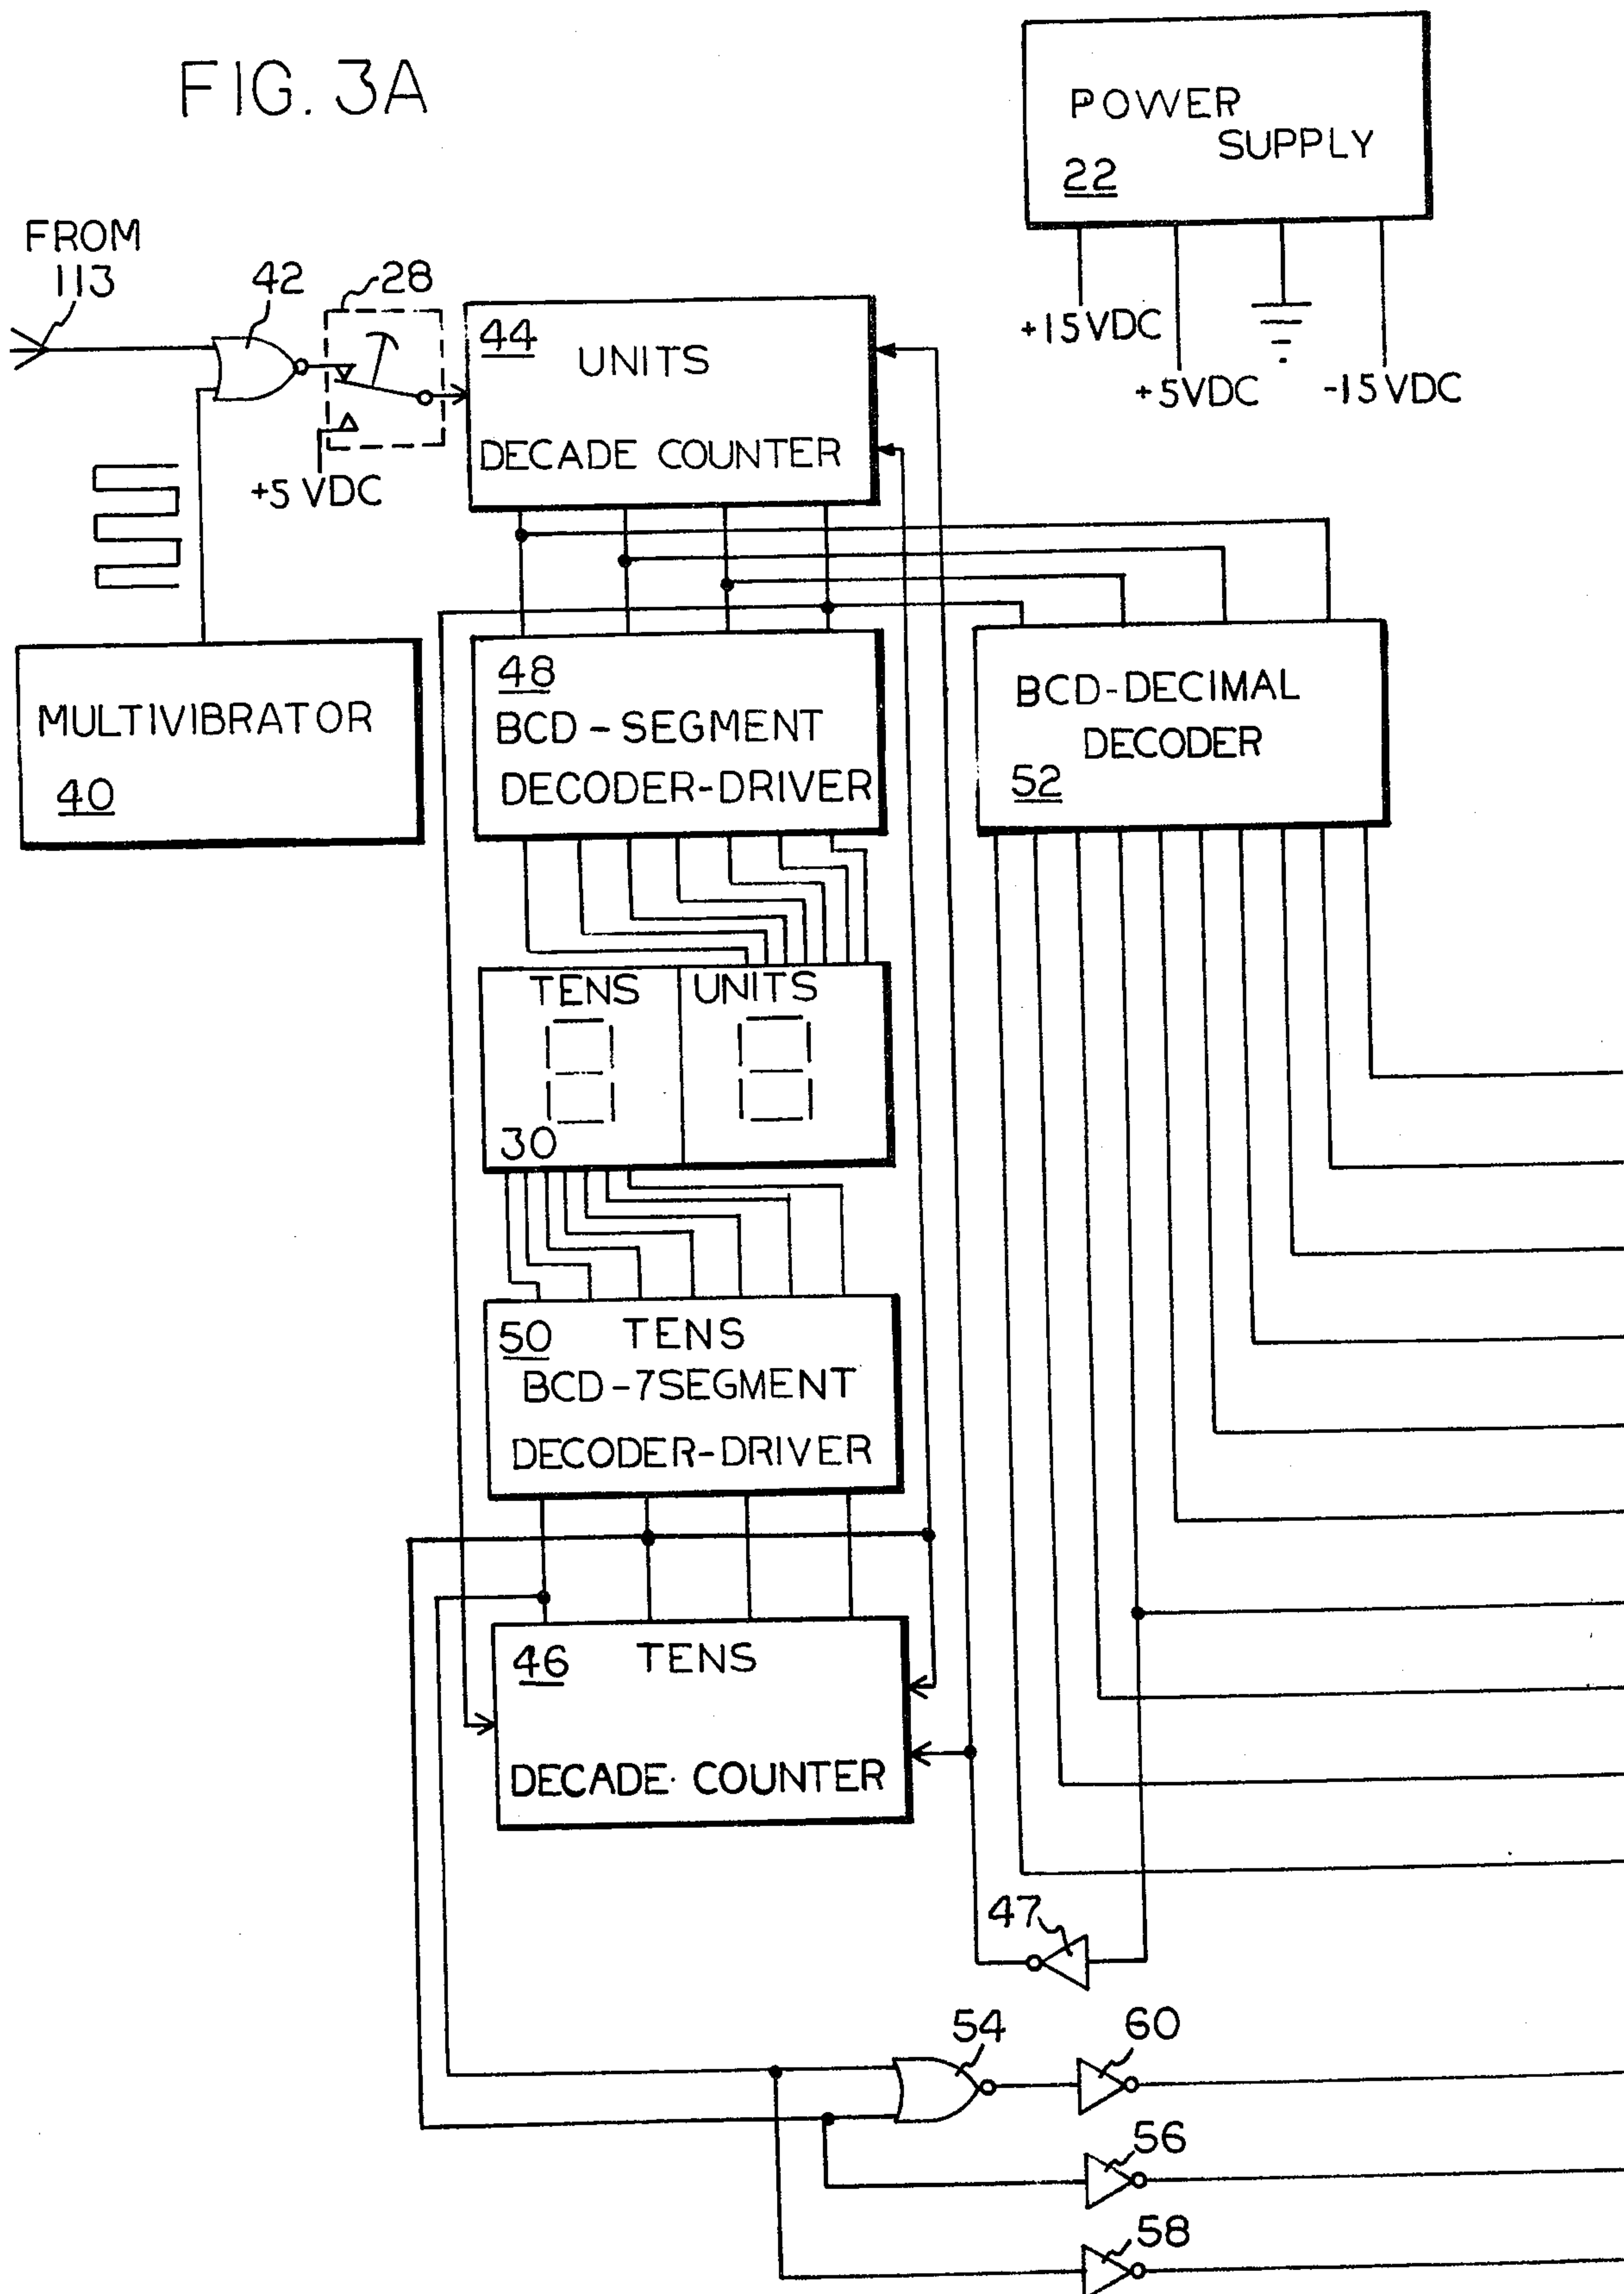 FIG. 3A
POWER
SUPPLY
22
+15VDC
+5VDC
-15VDC
FROM
113
42
28
+5 VDC
44
UNITS
DECADE COUNTER
MULTIVIBRATOR
40
48
BCD-SEGMENT
DECODER-DRIVER
BCD-DECIMAL
DECODER
52
TENS
UNITS
30
50
TENS
BCD-7SEGMENT
DECODER-DRIVER
46
TENS
DECADE COUNTER
47
54
60
56
58